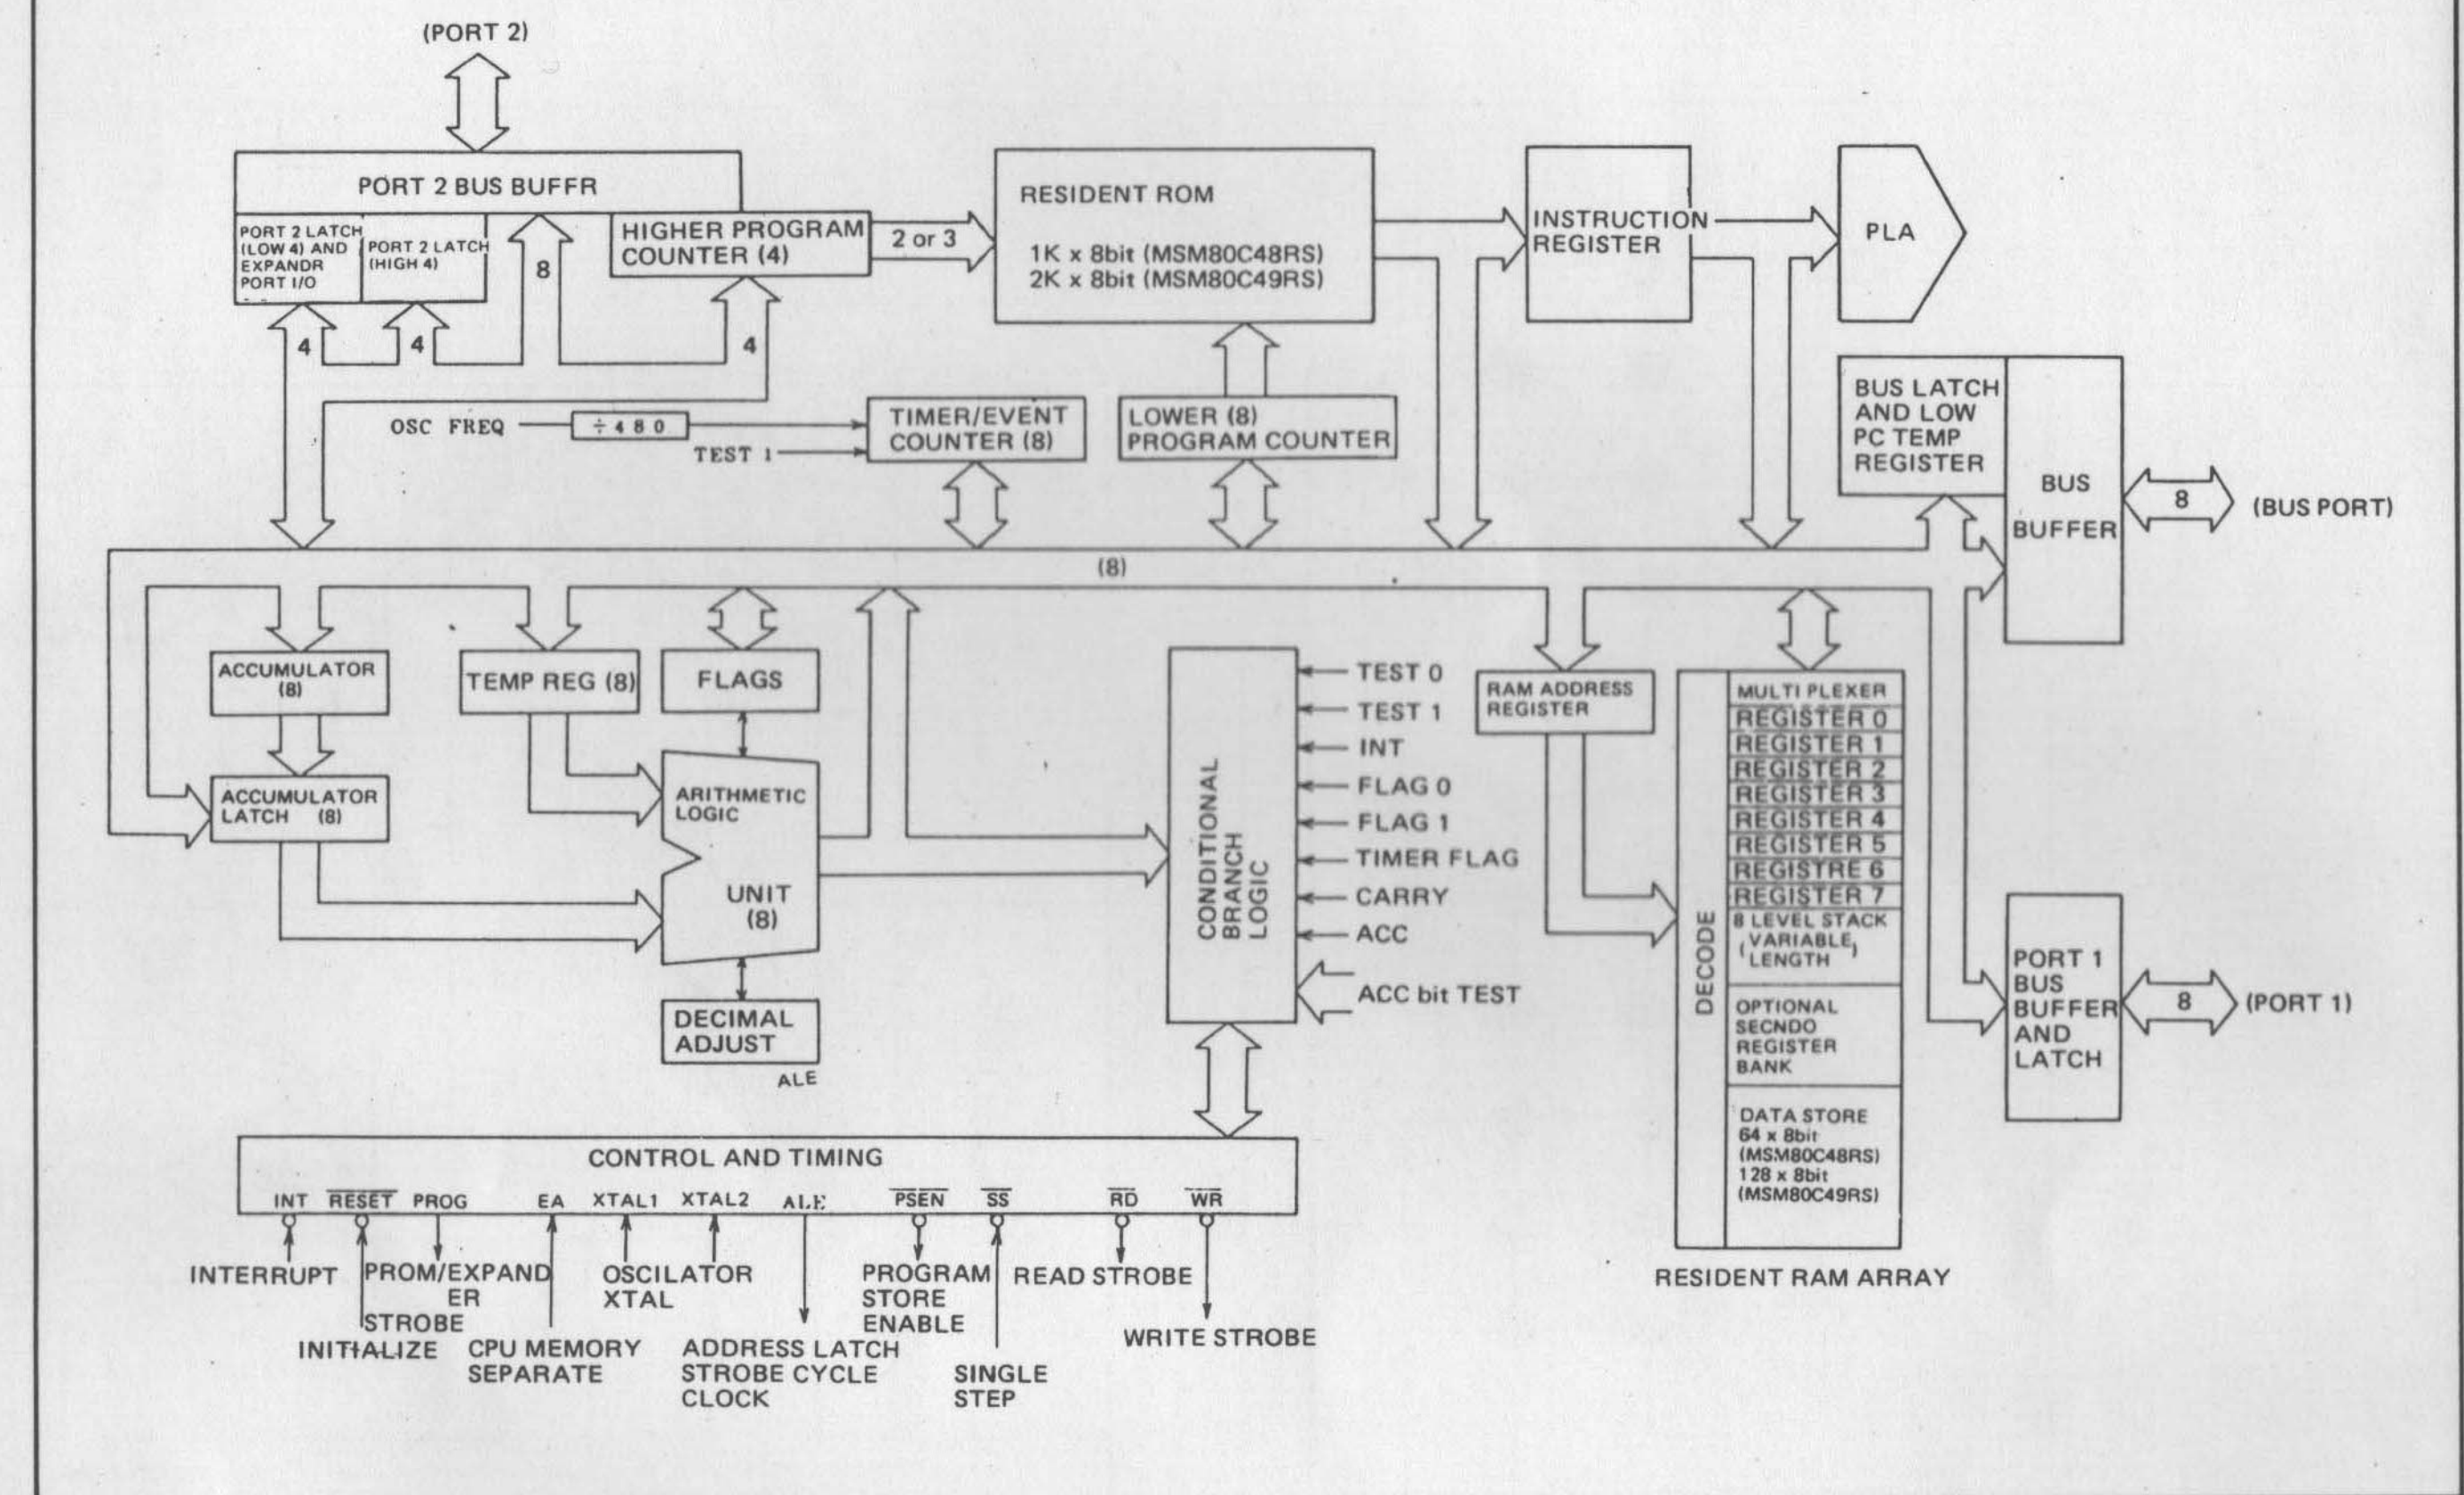 (PORT 2)
PORT 2 BUS BUFFR
PORT 2 LATCH
(LOW 4) AND
EXPANDR
PORT I/O
PORT 2 LATCH
(HIGH 4)
8
HIGHER PROGRAM
COUNTER (4)
2 or 3
4
4
4
RESIDENT ROM
1K x 8bit (MSM80C48RS)
2K x 8bit (MSM80C49RS)
INSTRUCTION
REGISTER
PLA
OSC FREQ
÷480
TEST 1
TIMER/EVENT
COUNTER (8)
LOWER (8)
PROGRAM COUNTER
BUS LATCH
AND LOW
PC TEMP
REGISTER
BUS
BUFFER
8
(BUS PORT)
(8)
ACCUMULATOR
(8)
TEMP REG (8)
FLAGS
ACCUMULATOR
LATCH (8)
ARITHMETIC
LOGIC
UNIT
(8)
DECIMAL
ADJUST
ALE
CONDITIONAL
BRANCH
LOGIC
TEST 0
TEST 1
INT
FLAG 0
FLAG 1
TIMER FLAG
CARRY
ACC
ACC bit TEST
RAM ADDRESS
REGISTER
DECODE
MULTI PLEXER
REGISTER 0
REGISTER 1
REGISTER 2
REGISTER 3
REGISTER 4
REGISTER 5
REGISTRE 6
REGISTER 7
8 LEVEL STACK
(VARIABLE
LENGTH)
OPTIONAL
SECNDO
REGISTER
BANK
DATA STORE
64 x 8bit
(MSM80C48RS)
128 x 8bit
(MSM80C49RS)
RESIDENT RAM ARRAY
PORT 1
BUS
BUFFER
AND
LATCH
8
(PORT 1)
CONTROL AND TIMING
INT RESET PROG EA XTAL1 XTAL2 ALE PSEN SS RD WR
INTERRUPT
INITIALIZE
PROM/EXPAND
ER
STROBE
CPU MEMORY
SEPARATE
OSCILATOR
XTAL
ADDRESS LATCH
STROBE CYCLE
CLOCK
PROGRAM
STORE
ENABLE
SINGLE
STEP
READ STROBE
WRITE STROBE